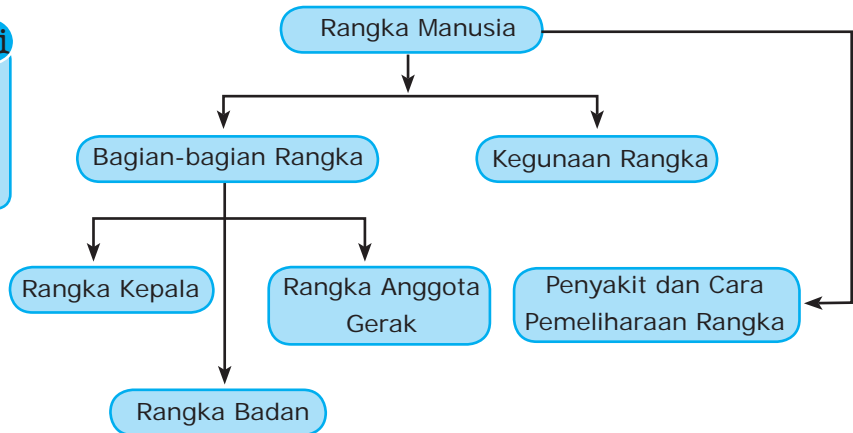 i
Rangka Manusia
Bagian-bagian Rangka
Kegunaan Rangka
Rangka Kepala
Rangka Anggota
Gerak
Penyakit dan Cara
Pemeliharaan Rangka
Rangka Badan